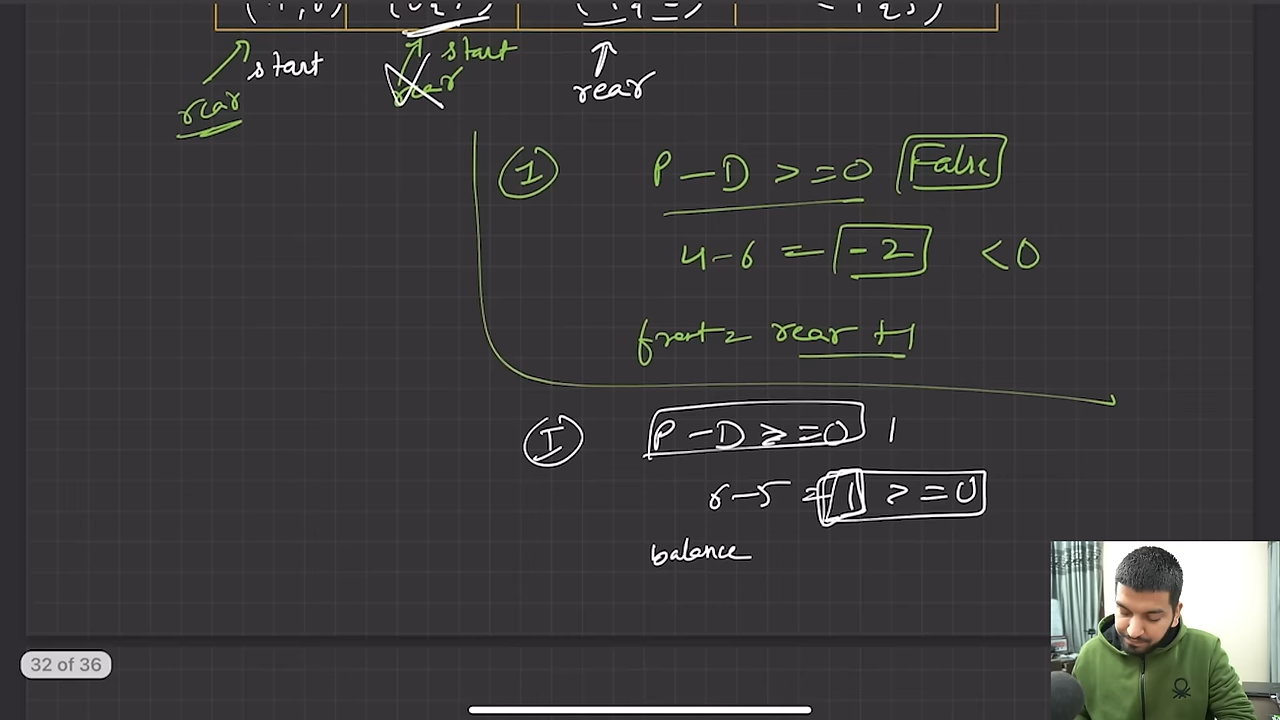 start
start
rear
rear
rear
1 P - D >= 0 False
4 - 6 = -2 < 0
front = rear + 1
I P - D >= 0 1
6 - 5 = 1 >= 0
balance
32 of 36